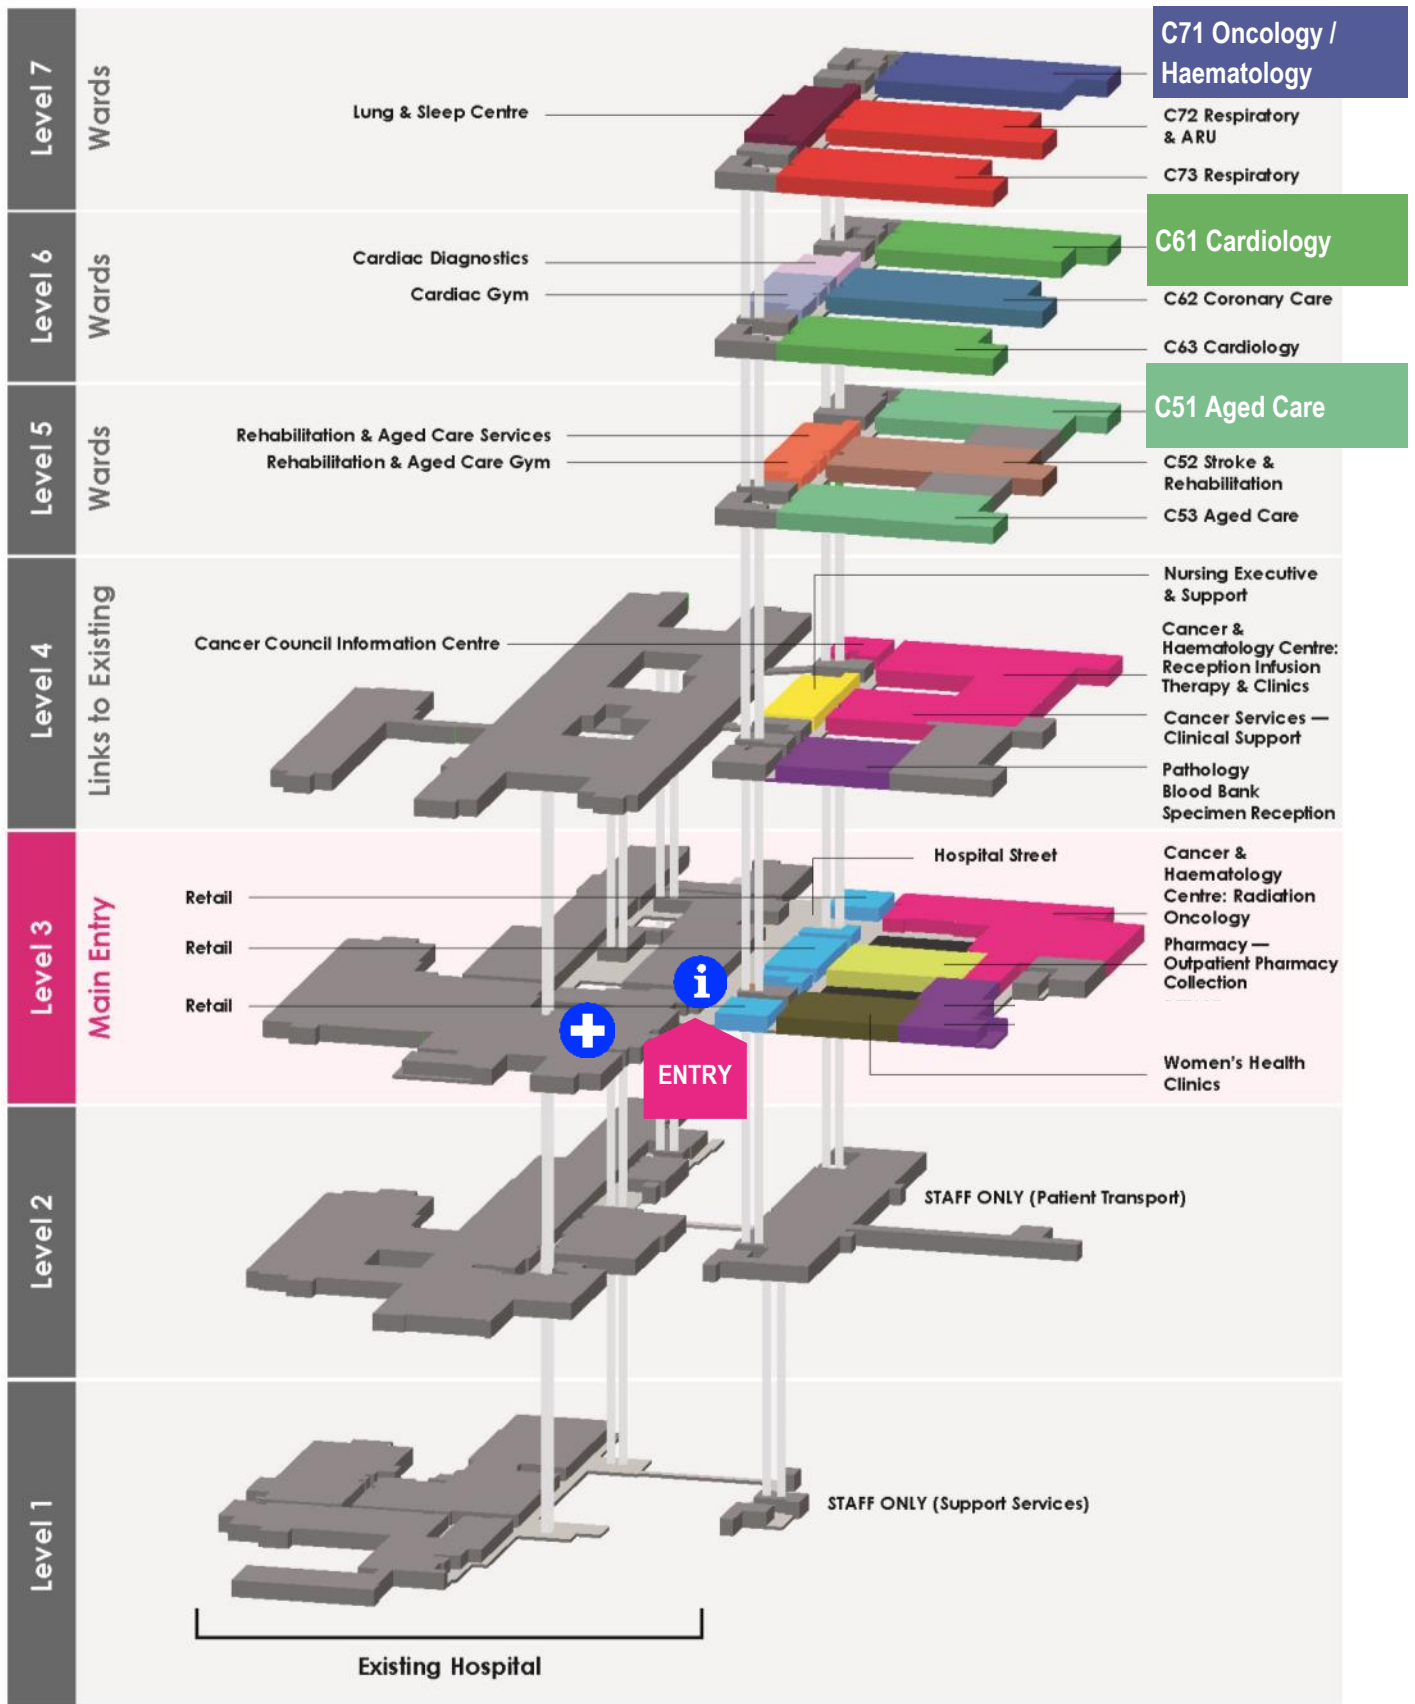 Level 7
Wards
Lung & Sleep Centre
C71 Oncology /
Haematology
C72 Respiratory
& ARU
C73 Respiratory
Level 6
Wards
Cardiac Diagnostics
Cardiac Gym
C61 Cardiology
C62 Coronary Care
C63 Cardiology
Level 5
Wards
Rehabilitation & Aged Care Services
Rehabilitation & Aged Care Gym
C51 Aged Care
C52 Stroke &
Rehabilitation
C53 Aged Care
Level 4
Links to Existing
Cancer Council Information Centre
Nursing Executive
& Support
Cancer &
Haematology Centre:
Reception Infusion
Therapy & Clinics
Cancer Services —
Clinical Support
Pathology
Blood Bank
Specimen Reception
Level 3
Main Entry
Retail
Retail
Retail
Hospital Street
i
ENTRY
Cancer &
Haematology
Centre: Radiation
Oncology
Pharmacy —
Outpatient Pharmacy
Collection
Women's Health
Clinics
Level 2
STAFF ONLY (Patient Transport)
Level 1
STAFF ONLY (Support Services)
Existing Hospital